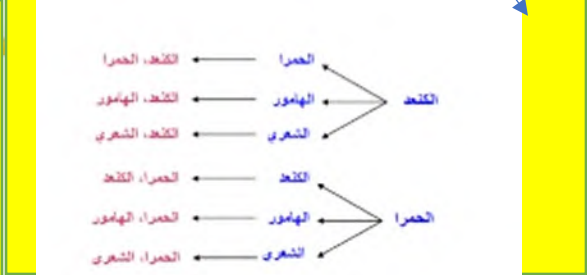 الحمرا الكنعد، الحمرا
الكنعد الهامور الكنعد، الهامور
الشعري الكنعد، الشعري
الكنعد الحمرا، الكنعد
الحمرا الهامور الحمرا، الهامور
الشعري الحمرا، الشعري